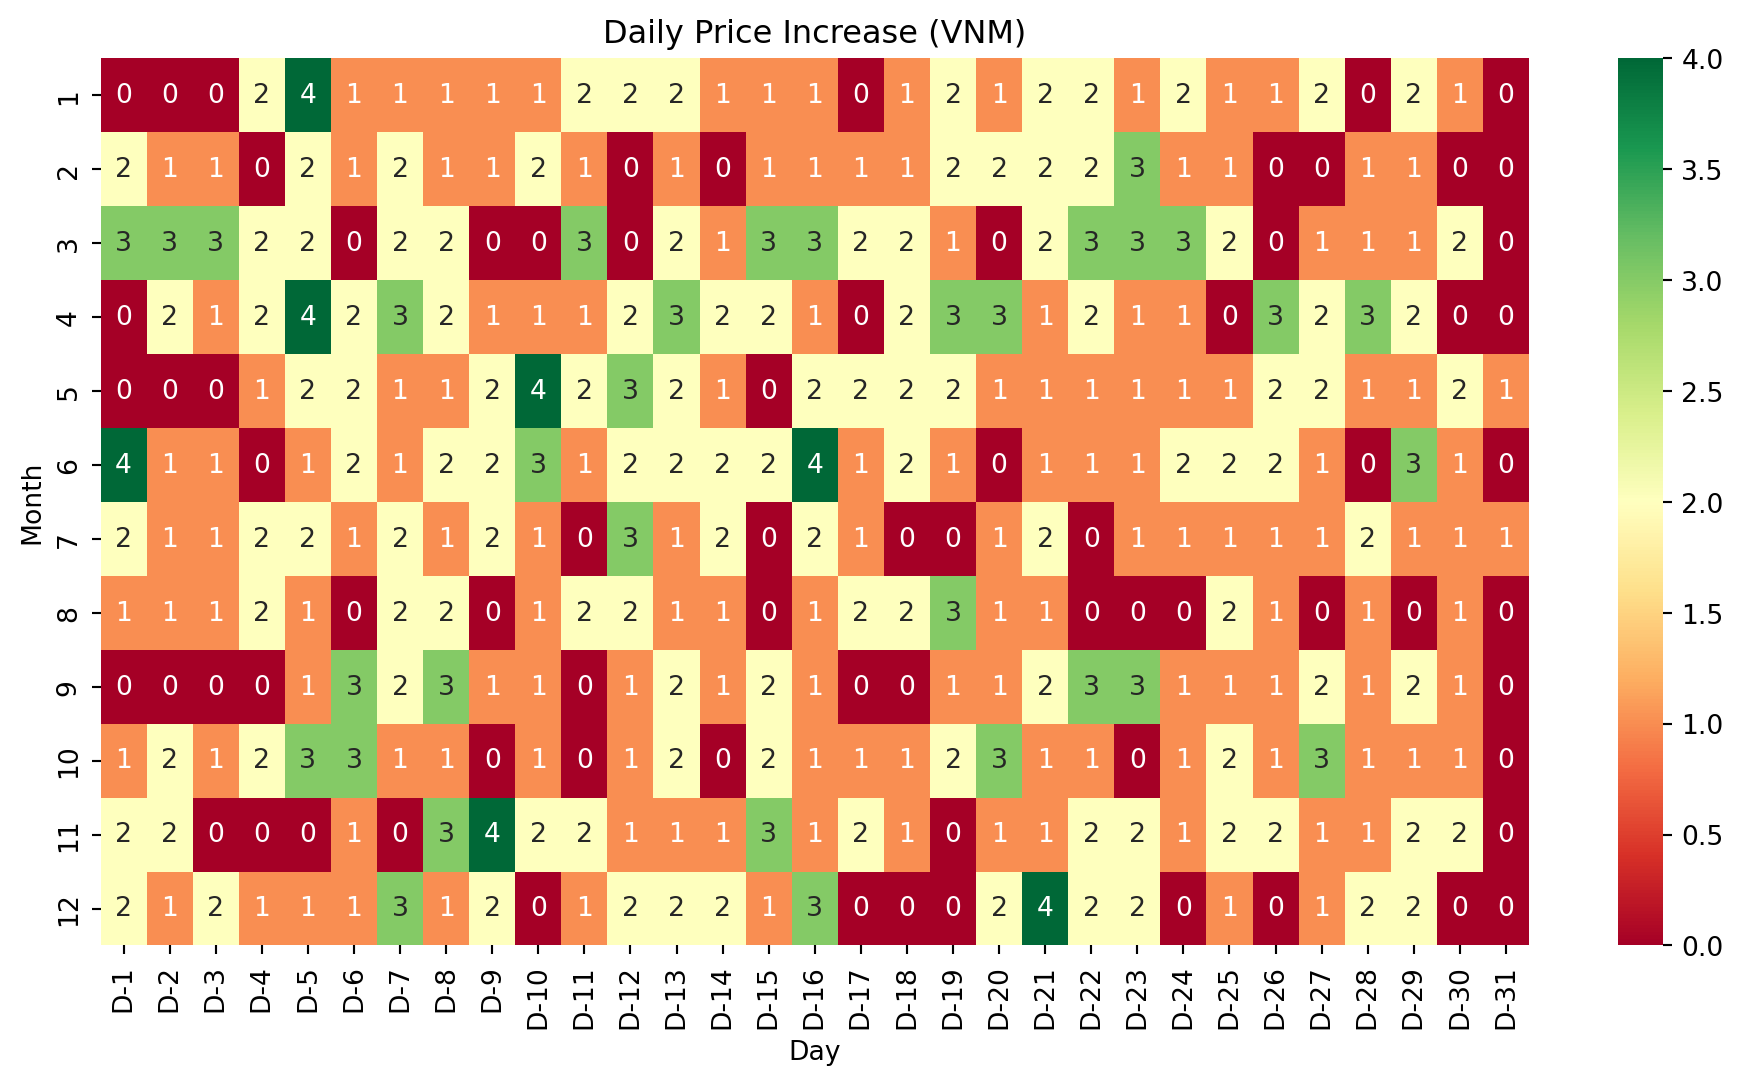 Daily Price Increase (VNM)
Month
1 0 0 0 2 4 1 1 1 1 1 2 2 2 1 1 1 0 1 2 1 2 2 1 2 1 1 2 0 2 1 0
2 2 1 1 0 2 1 2 1 1 2 1 0 1 0 1 1 1 1 2 2 2 2 3 1 1 0 0 1 1 0 0
3 3 3 3 2 2 0 2 2 0 0 3 0 2 1 3 3 2 2 1 0 2 3 3 3 2 0 1 1 1 2 0
4 0 2 1 2 4 2 3 2 1 1 1 2 3 2 2 1 0 2 3 3 1 2 1 1 0 3 2 3 2 0 0
5 0 0 0 1 2 2 1 1 2 4 2 3 2 1 0 2 2 2 2 1 1 1 1 1 1 2 2 1 1 2 1
6 4 1 1 0 1 2 1 2 2 3 1 2 2 2 2 4 1 2 1 0 1 1 1 2 2 2 1 0 3 1 0
7 2 1 1 2 2 1 2 1 2 1 0 3 1 2 0 2 1 0 0 1 2 0 1 1 1 1 1 2 1 1 1
8 1 1 1 2 1 0 2 2 0 1 2 2 1 1 0 1 2 2 3 1 1 0 0 0 2 1 0 1 0 1 0
9 0 0 0 0 1 3 2 3 1 1 0 1 2 1 2 1 0 0 1 1 2 3 3 1 1 1 2 1 2 1 0
10 1 2 1 2 3 3 1 1 0 1 0 1 2 0 2 1 1 1 2 3 1 1 0 1 2 1 3 1 1 1 0
11 2 2 0 0 0 1 0 3 4 2 2 1 1 1 3 1 2 1 0 1 1 2 2 1 2 2 1 1 2 2 0
12 2 1 2 1 1 1 3 1 2 0 1 2 2 2 1 3 0 0 0 2 4 2 2 0 1 0 1 2 2 0 0
D-1 D-2 D-3 D-4 D-5 D-6 D-7 D-8 D-9 D-10 D-11 D-12 D-13 D-14 D-15 D-16 D-17 D-18 D-19 D-20 D-21 D-22 D-23 D-24 D-25 D-26 D-27 D-28 D-29 D-30 D-31
Day
4.0
3.5
3.0
2.5
2.0
1.5
1.0
0.5
0.0